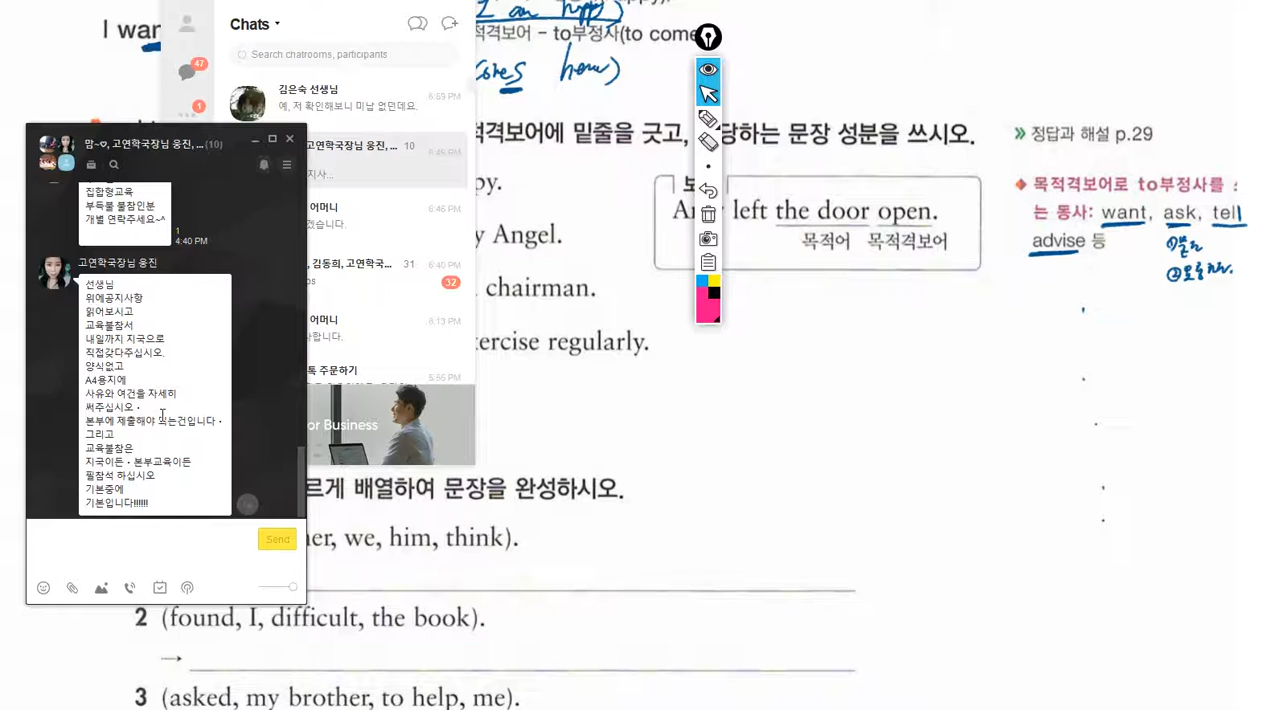 I wan
적격보어 - to부정사(to come
comes here)
Chats
Search chatrooms, participants
47
1
김은숙 선생님
6:59 PM
예, 저 확인해보니 미납 없던데요.
고연학국장님 웅진, ...
10
6:49 PM
지사...
어머니
6:46 PM
겠습니다.
, 김동희, 고연학국...
31
6:40 PM
32
어머니
6:13 PM
합니다.
톡 주문하기
5:56 PM
or Business
맘~♡, 고연학국장님 웅진, ... (10)
집합형교육
부득불 불참인분
개별 연락주세요~^
1
4:40 PM
고연학국장님 웅진
선생님
위에공지사항
읽어보시고
교육불참서
내일까지 지국으로
직접갖다주십시오.
양식없고
A4용지에
사유와 여건을 자세히
써주십시오 •
본부에 제출해야 되는건입니다 •
그리고
교육불참은
지국이든 • 본부교육이든
필참석 하십시오
기본중에
기본입니다!!!!!!
Send
적격보어에 밑줄을 긋고, 당하는 문장 성분을 쓰시오.
정답과 해설 p.29
py.
left the door open.
목적어 목적격보어
y Angel.
chairman.
ercise regularly.
목적격보어로 to부정사를
는 동사: want, ask, tell
advise 등
르게 배열하여 문장을 완성하시오.
her, we, him, think).
2 (found, I, difficult, the book).
→
3 (asked, my brother, to help, me).